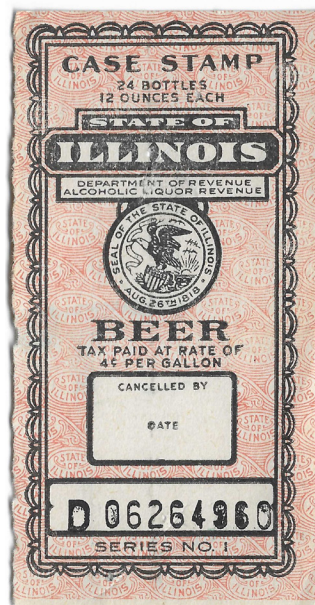 CASE STAMP
24 BOTTLES
12 OUNCES EACH
STATE OF
ILLINOIS
DEPARTMENT OF REVENUE
ALCOHOLIC LIQUOR REVENUE
SEAL OF THE STATE OF ILLINOIS
AUG. 26TH 1818
BEER
TAX PAID AT RATE OF
4¢ PER GALLON
CANCELLED BY
DATE
D 06264960
SERIES NO. 1